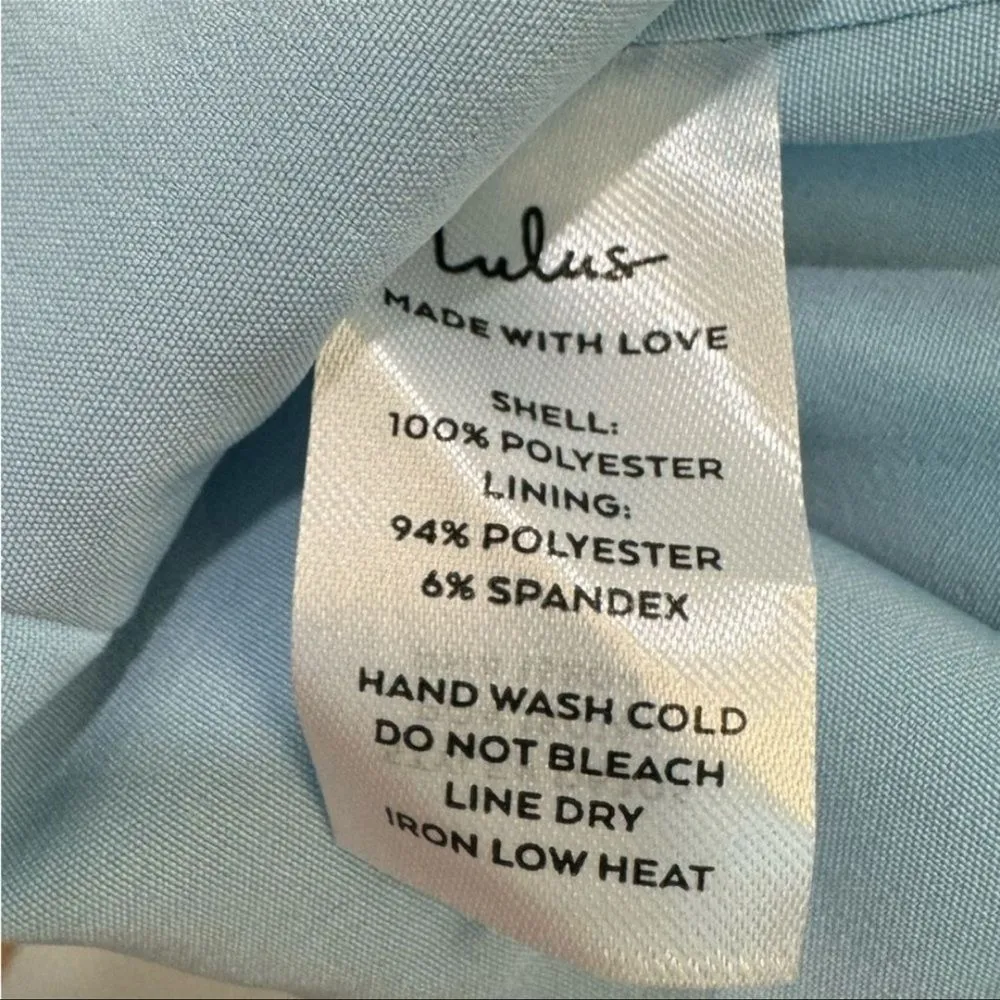 Lulus
MADE WITH LOVE
SHELL:
100% POLYESTER
LINING:
94% POLYESTER
6% SPANDEX
HAND WASH COLD
DO NOT BLEACH
LINE DRY
IRON LOW HEAT